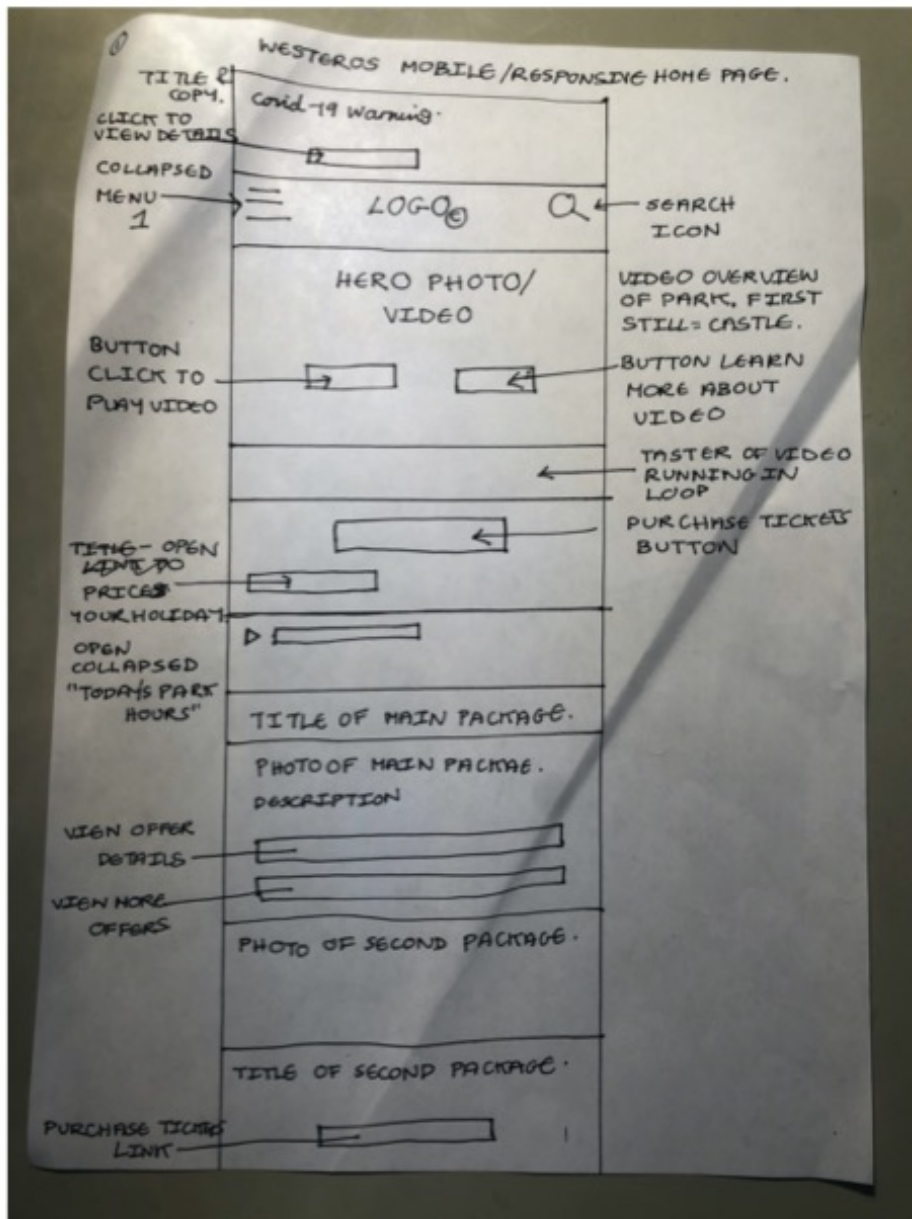 1
WESTEROS MOBILE/RESPONSIVE HOME PAGE.
TITLE &
COPY.
Covid-19 Warning.
CLICK TO
VIEW DETAILS
COLLAPSED
MENU
1
LOGO©
SEARCH
ICON
HERO PHOTO/
VIDEO
VIDEO OVERVIEW
OF PARK, FIRST
STILL = CASTLE.
BUTTON
CLICK TO
PLAY VIDEO
BUTTON LEARN
MORE ABOUT
VIDEO
TASTER OF VIDEO
RUNNING IN
LOOP
PURCHASE TICKETS
BUTTON
TITLE - OPEN
PRICES
YOUR HOLIDAY
OPEN
COLLAPSED
"TODAY'S PARK
HOURS"
TITLE OF MAIN PACKAGE.
PHOTO OF MAIN PACKAE.
DESCRIPTION
VIEW OFFER
DETAILS
VIEW MORE
OFFERS
PHOTO OF SECOND PACKAGE.
TITLE OF SECOND PACKAGE.
PURCHASE TICKETS
LINK